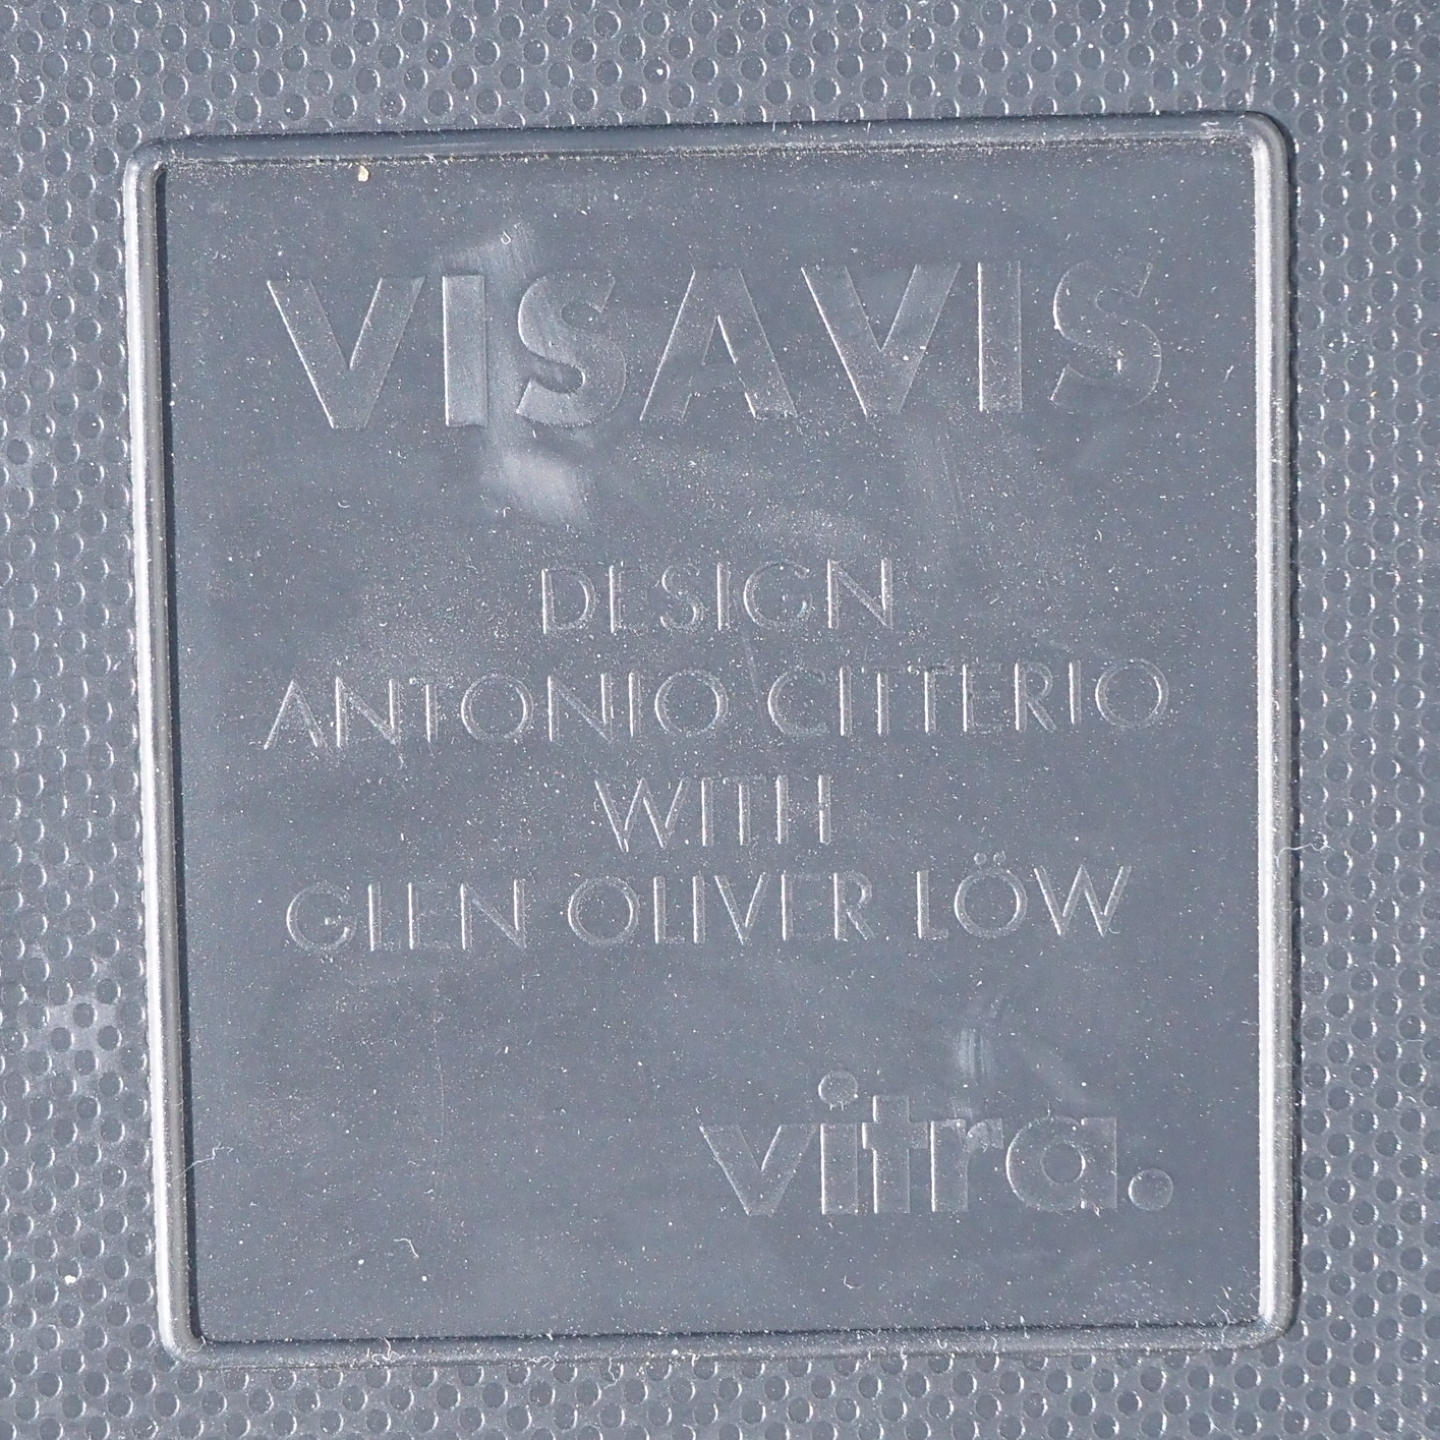 VISAVIS
DESIGN
ANTONIO CITTERIO
WITH
GLEN OLIVER LÖW
vitra.